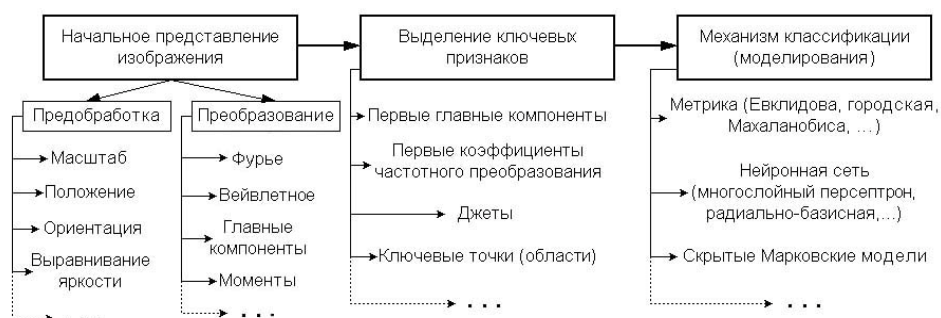 Начальное представление
изображения
Выделение ключевых
признаков
Механизм классификации
(моделирования)
Предобработка
Масштаб
Положение
Ориентация
Выравнивание
яркости
. . .
Преобразование
Фурье
Вейвлетное
Главные
компоненты
Моменты
. . .
Первые главные компоненты
Первые коэффициенты
частотного преобразования
Джеты
Ключевые точки (области)
. . .
Метрика (Евклидова, городская,
Махаланобиса, ...)
Нейронная сеть
(многослойный персептрон,
радиально-базисная,...)
Скрытые Марковские модели
. . .